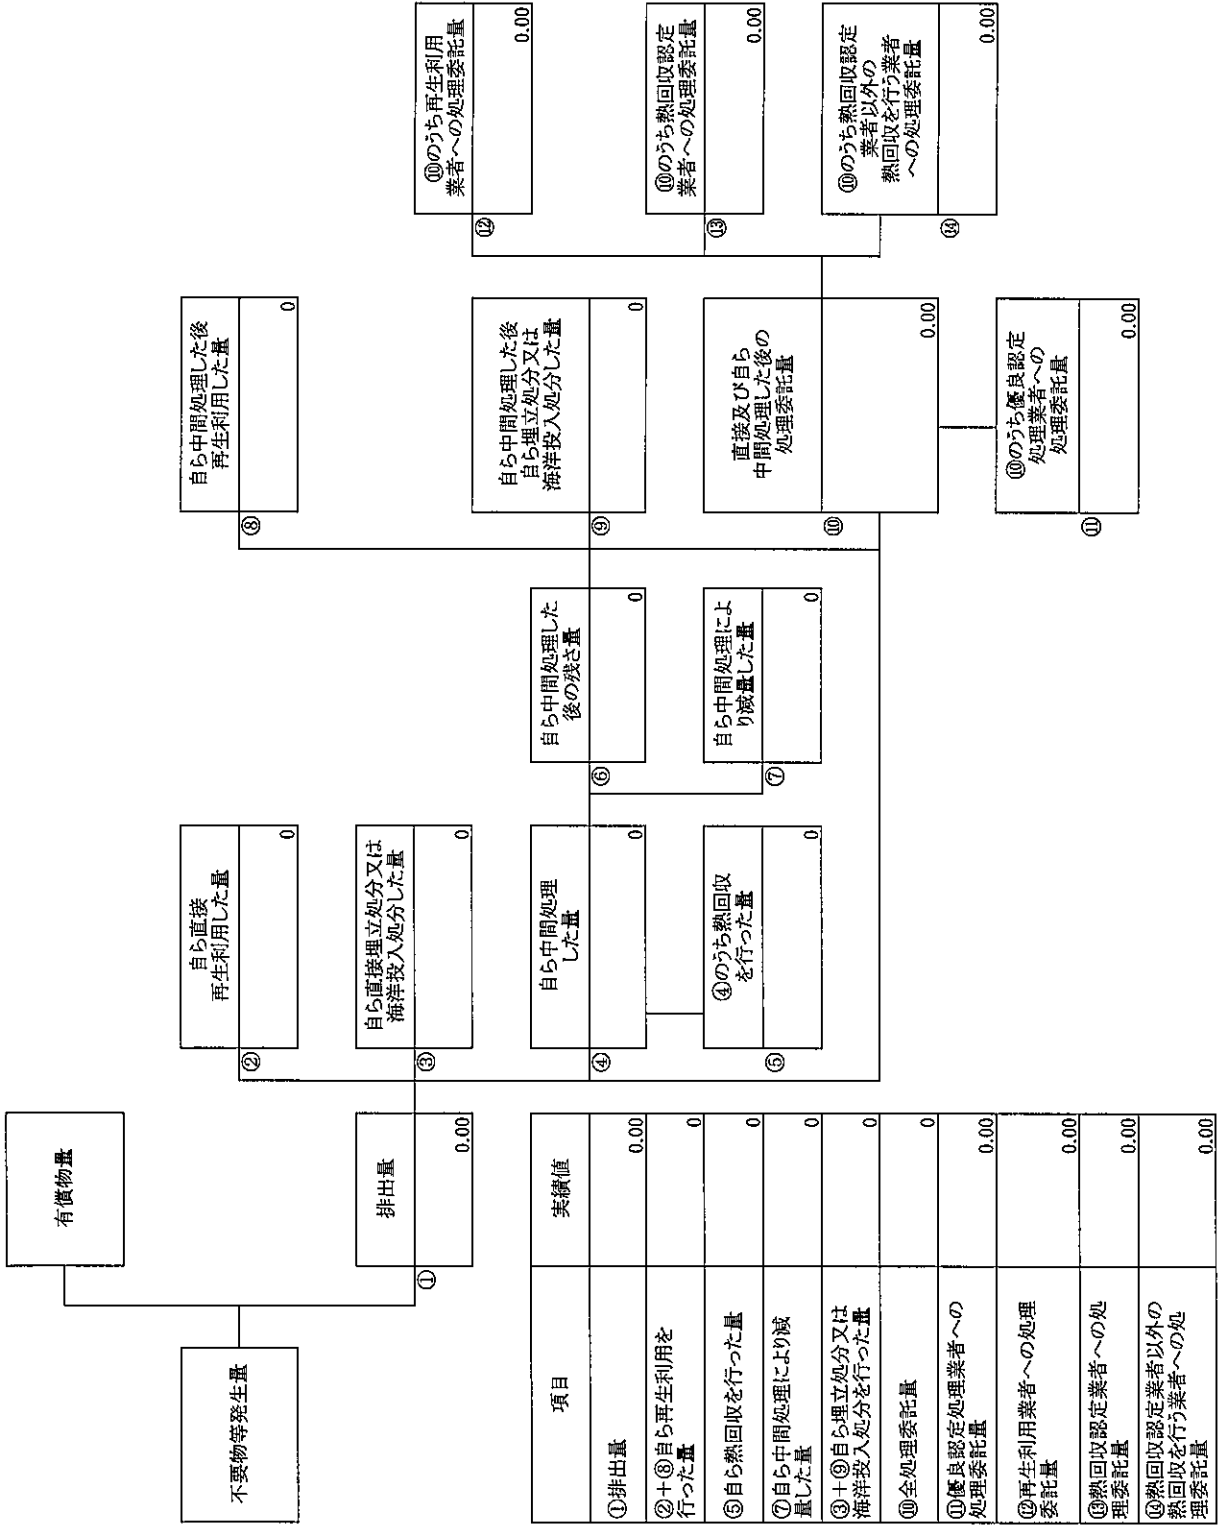 有償物量
不要物等発生量
排出量
①
0.00
自ら直接
再生利用した量
②
0
自ら直接埋立処分又は
海洋投入処分した量
③
0
自ら中間処理
した量
④
0
④のうち熱回収
を行った量
⑤
0
自ら中間処理した
後の残さ量
⑥
0
自ら中間処理によ
り減量した量
⑦
0
自ら中間処理した後
再生利用した量
⑧
0
自ら中間処理した後
自ら埋立処分又は
海洋投入処分した量
⑨
0
直接及び自ら
中間処理した後の
処理委託量
⑩
0.00
⑩のうち優良認定
処理業者への
処理委託量
⑪
0.00
⑩のうち再生利用
業者への処理委託量
⑫
0.00
⑩のうち熱回収認定
業者への処理委託量
⑬
0.00
⑩のうち熱回収認定
業者以外の
熱回収を行う業者
への処理委託量
⑭
0.00
項目
実績値
①排出量
0.00
②+⑧自ら再生利用を
行った量
0
⑤自ら熱回収を行った量
0
⑦自ら中間処理により減
量した量
0
③+⑨自ら埋立処分又は
海洋投入処分を行った量
0
⑩全処理委託量
0
⑪優良認定処理業者への
処理委託量
0.00
⑫再生利用業者への処理
委託量
0.00
⑬熱回収認定業者への処
理委託量
0.00
⑭熱回収認定業者以外の
熱回収を行う業者への処
理委託量
0.00